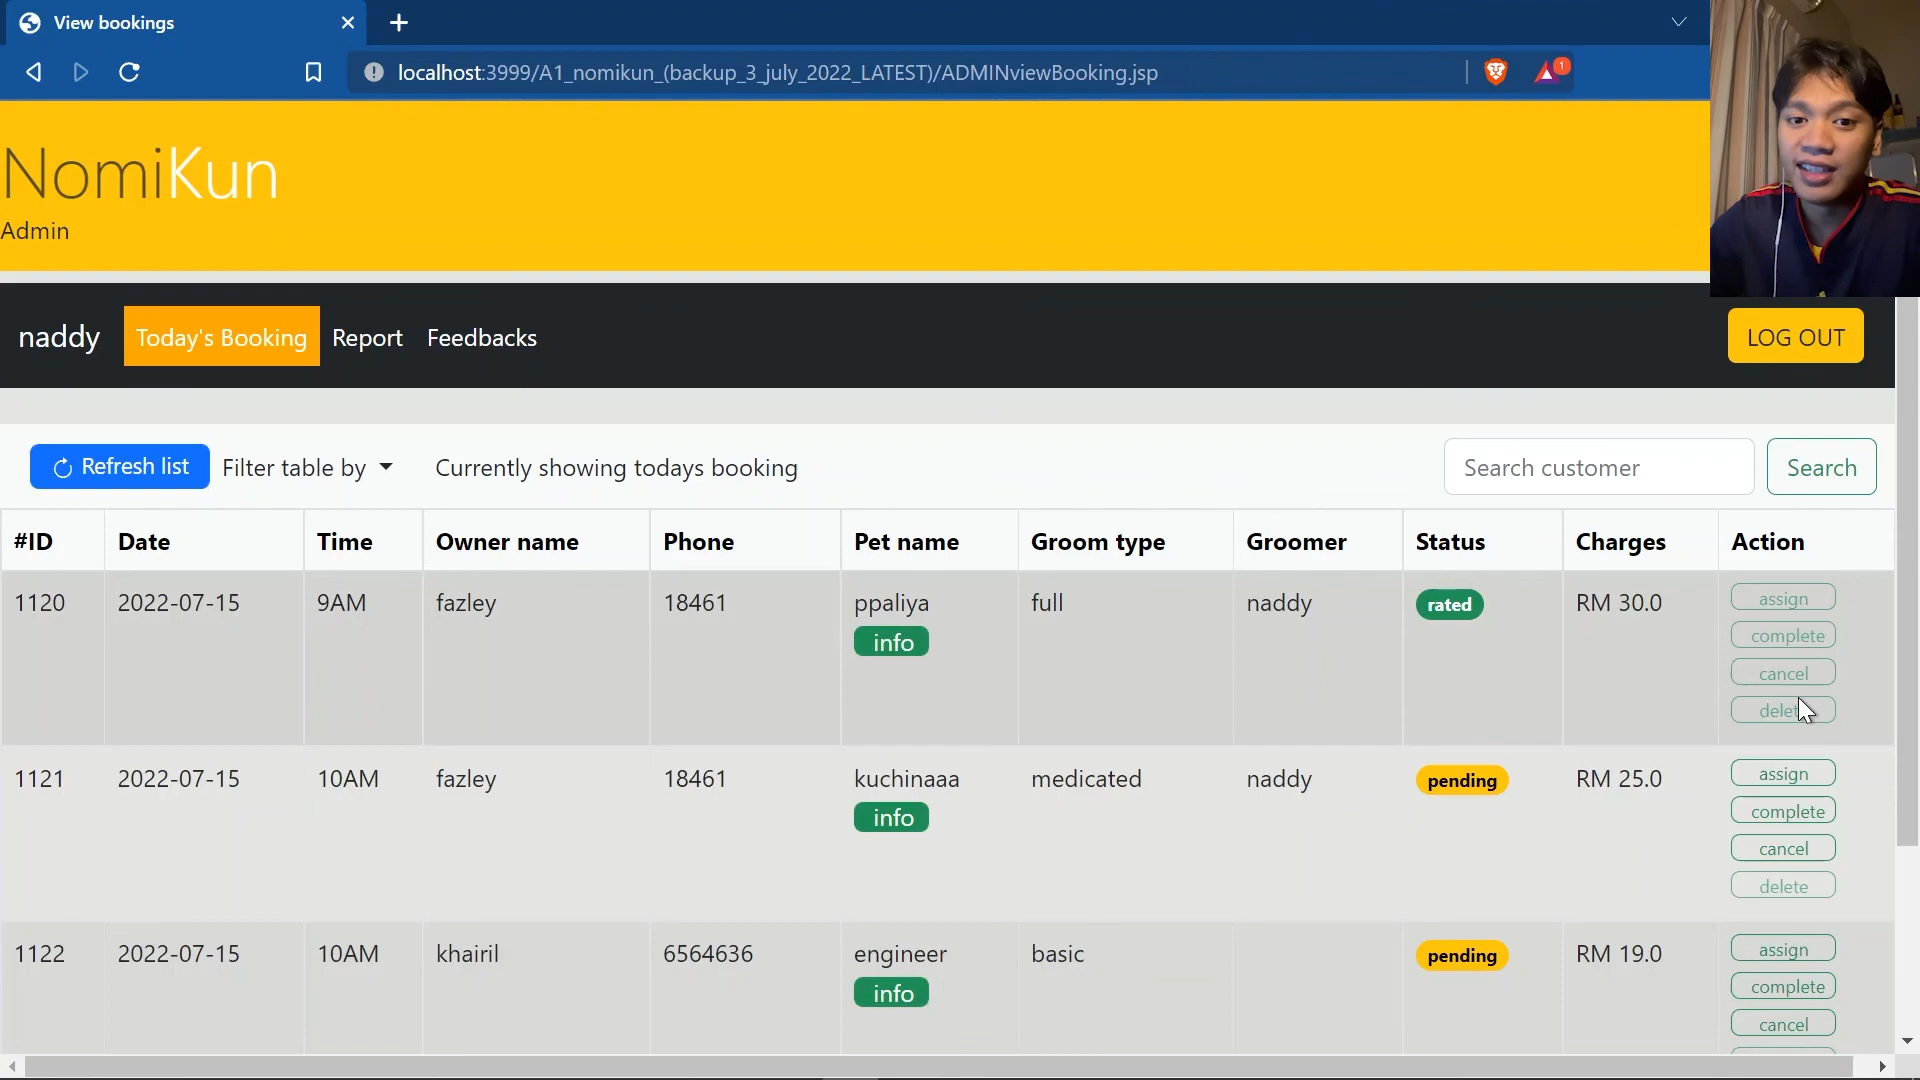 View bookings
localhost:3999/A1_nomikun_(backup_3_july_2022_LATEST)/ADMINviewBooking.jsp
1
NomiKun
Admin
naddy Today's Booking Report Feedbacks LOG OUT
Refresh list Filter table by Currently showing todays booking Search customer Search
#ID Date Time Owner name Phone Pet name Groom type Groomer Status Charges Action
1120 2022-07-15 9AM fazley 18461 ppaliya full naddy rated RM 30.0 assign
info complete
cancel
delete
1121 2022-07-15 10AM fazley 18461 kuchinaaa medicated naddy pending RM 25.0 assign
info complete
cancel
delete
1122 2022-07-15 10AM khairil 6564636 engineer basic pending RM 19.0 assign
info complete
cancel